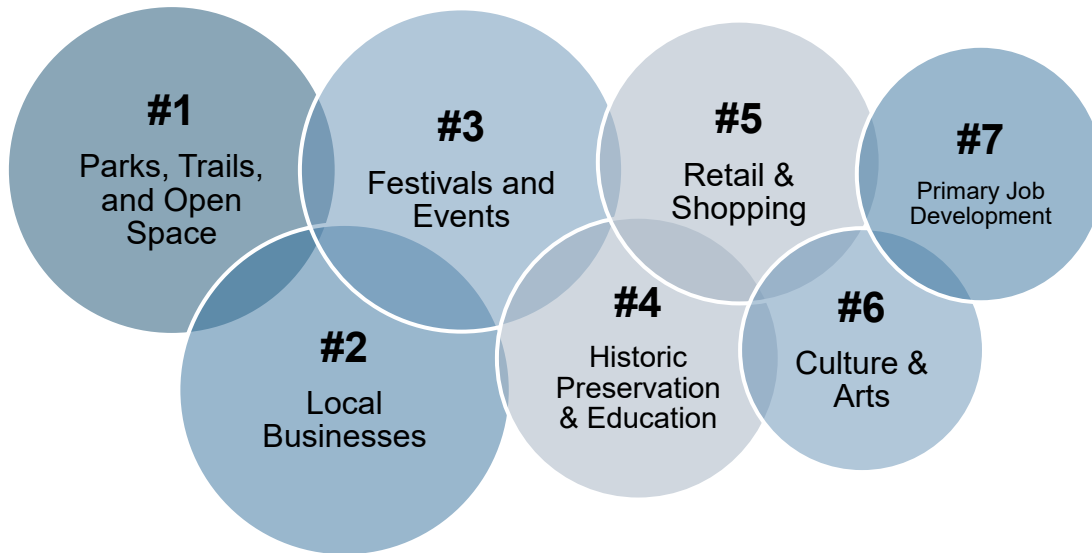 #1
Parks, Trails,
and Open
Space
#2
Local
Businesses
#3
Festivals and
Events
#4
Historic
Preservation
& Education
#5
Retail &
Shopping
#6
Culture &
Arts
#7
Primary Job
Development